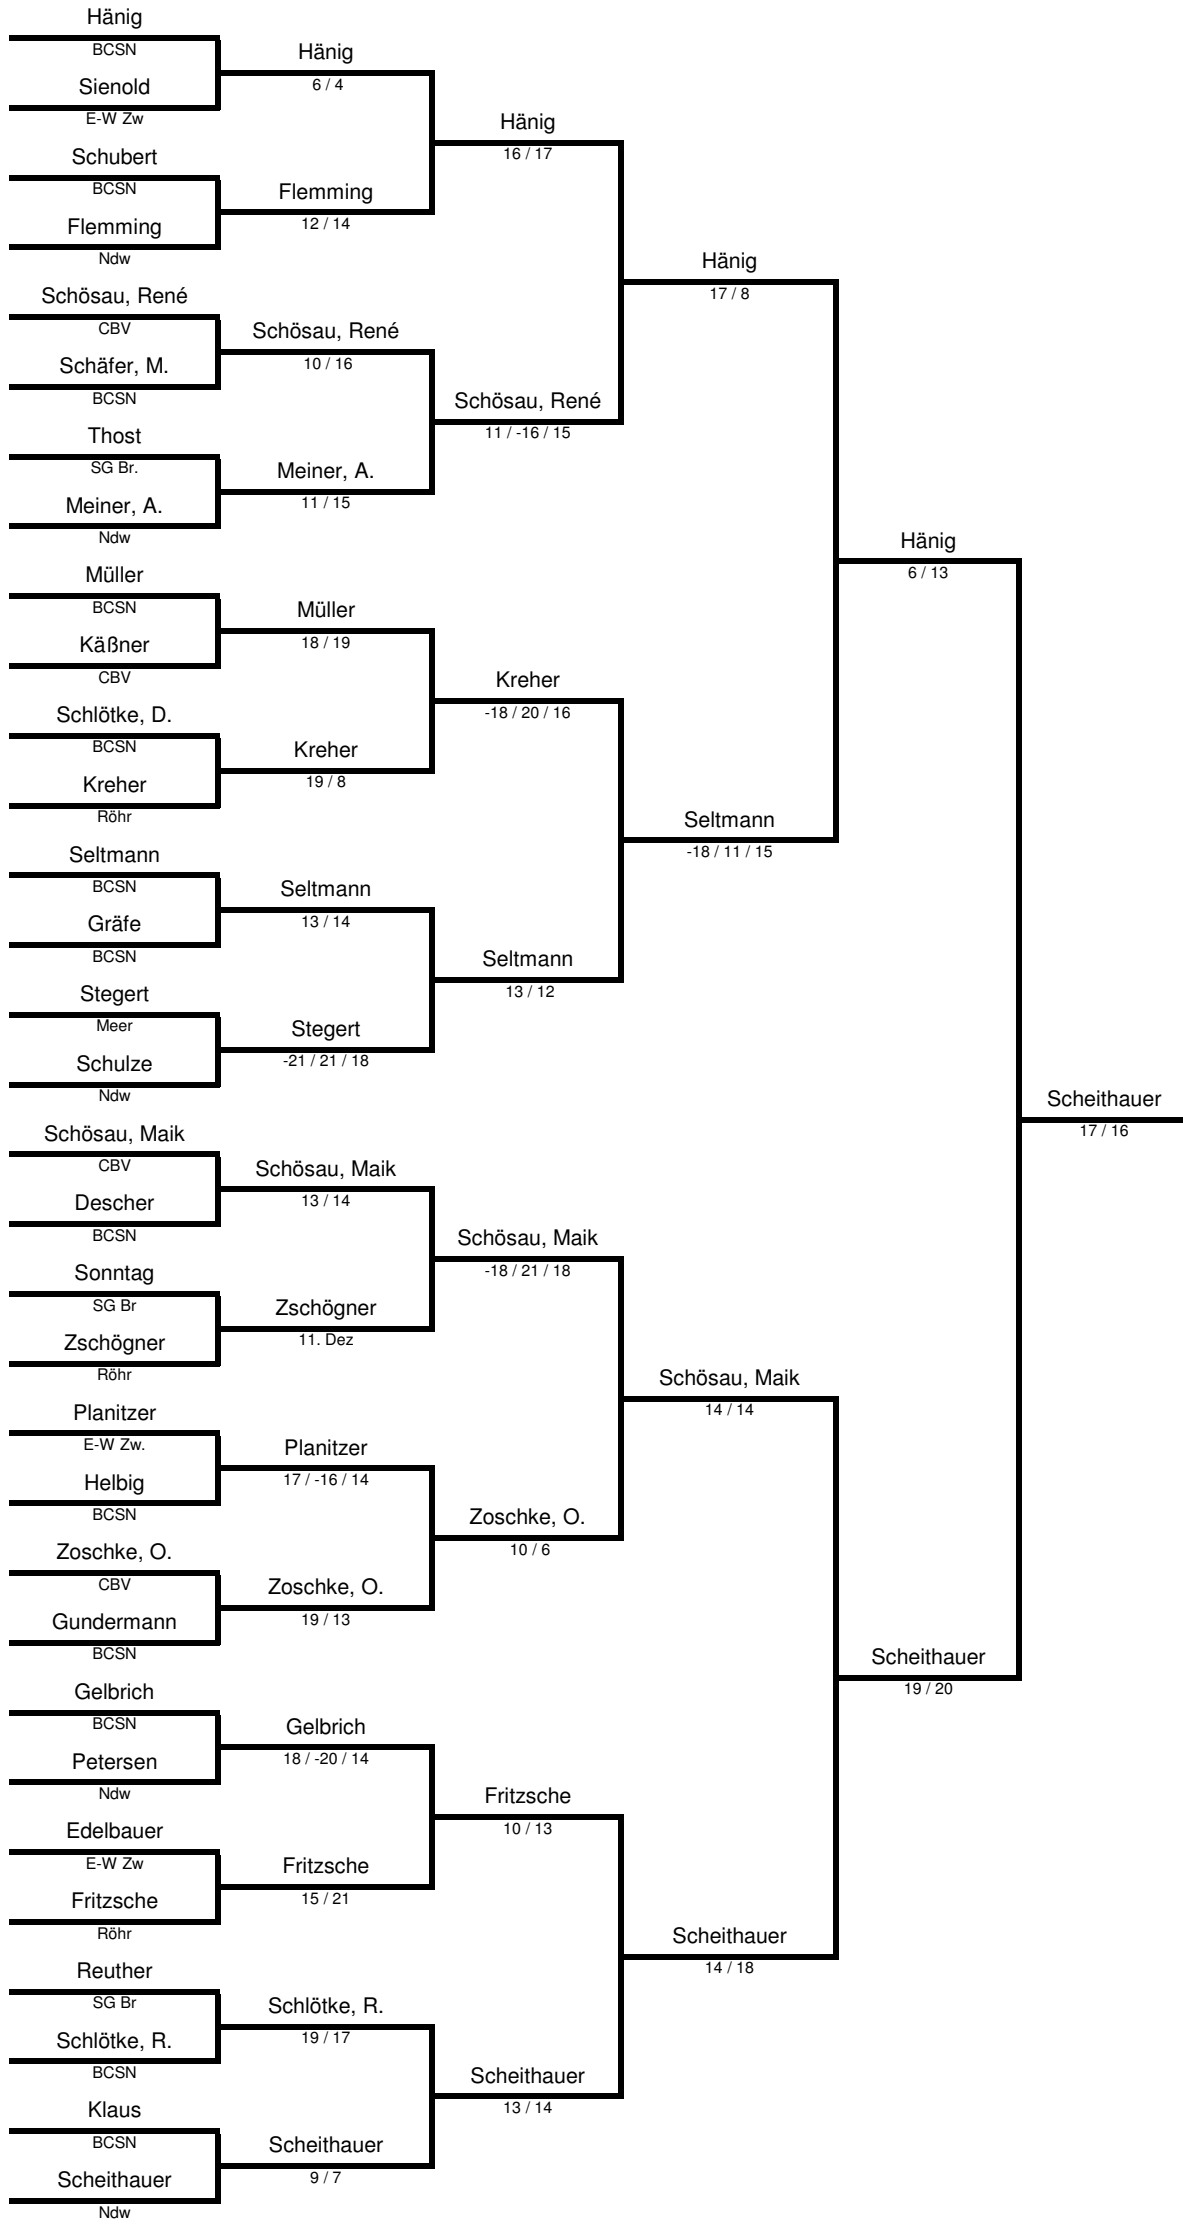 Hänig
BCSN
Sienold
E-W Zw
Schubert
BCSN
Flemming
Ndw
Schösau, René
CBV
Schäfer, M.
BCSN
Thost
SG Br.
Meiner, A.
Ndw
Müller
BCSN
Käßner
CBV
Schlötke, D.
BCSN
Kreher
Röhr
Seltmann
BCSN
Gräfe
BCSN
Stegert
Meer
Schulze
Ndw
Schösau, Maik
CBV
Descher
BCSN
Sonntag
SG Br
Zschögner
Röhr
Planitzer
E-W Zw.
Helbig
BCSN
Zoschke, O.
CBV
Gundermann
BCSN
Gelbrich
BCSN
Petersen
Ndw
Edelbauer
E-W Zw
Fritzsche
Röhr
Reuther
SG Br
Schlötke, R.
BCSN
Klaus
BCSN
Scheithauer
Ndw
Hänig
6 / 4
Flemming
12 / 14
Schösau, René
10 / 16
Meiner, A.
11 / 15
Müller
18 / 19
Kreher
19 / 8
Seltmann
13 / 14
Stegert
-21 / 21 / 18
Schösau, Maik
13 / 14
Zschögner
11. Dez
Planitzer
17 / -16 / 14
Zoschke, O.
19 / 13
Gelbrich
18 / -20 / 14
Fritzsche
15 / 21
Schlötke, R.
19 / 17
Scheithauer
9 / 7
Hänig
16 / 17
Schösau, René
11 / -16 / 15
Kreher
-18 / 20 / 16
Seltmann
13 / 12
Schösau, Maik
-18 / 21 / 18
Zoschke, O.
10 / 6
Fritzsche
10 / 13
Scheithauer
13 / 14
Hänig
17 / 8
Seltmann
-18 / 11 / 15
Schösau, Maik
14 / 14
Scheithauer
14 / 18
Hänig
6 / 13
Scheithauer
19 / 20
Scheithauer
17 / 16